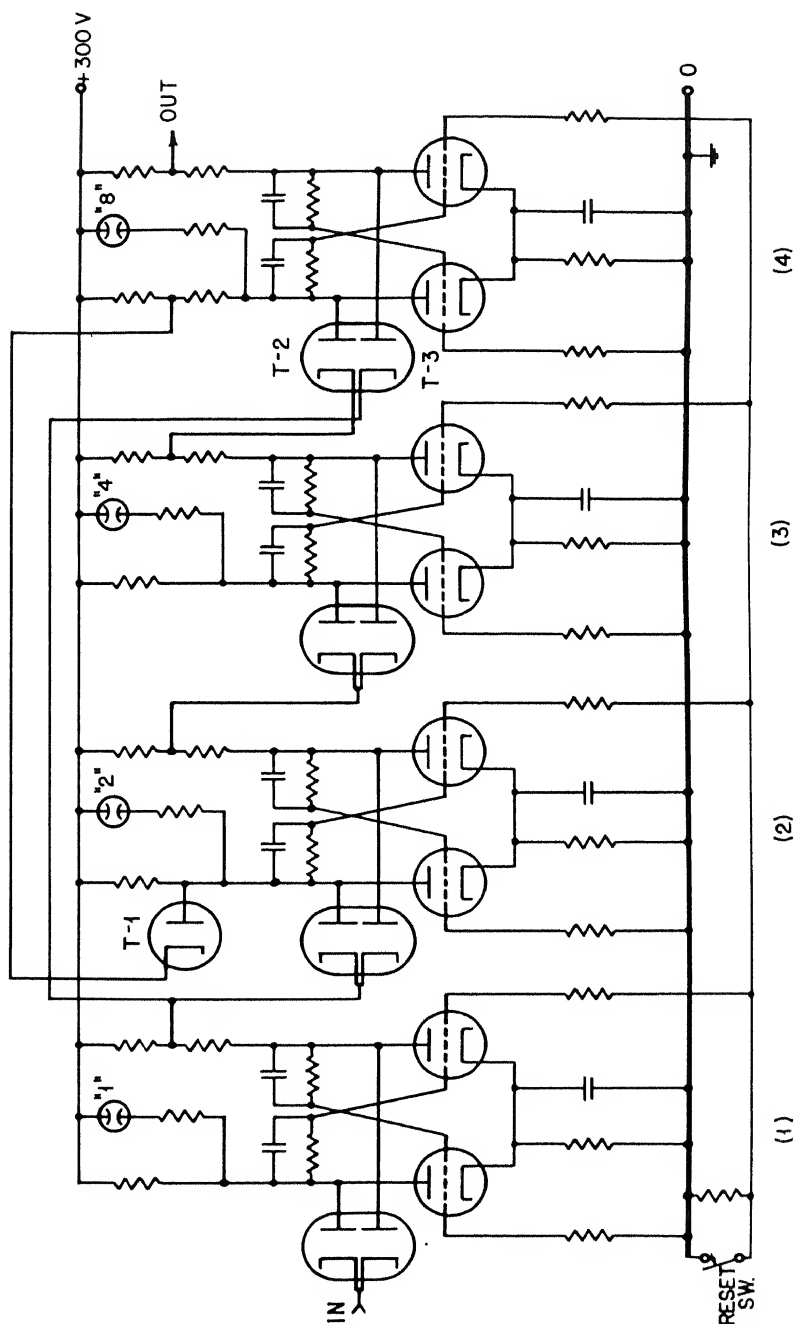 +300 V
OUT
"1"
"2"
"4"
"8"
T-1
T-2
T-3
IN
0
RESET
SW.
(1)
(2)
(3)
(4)